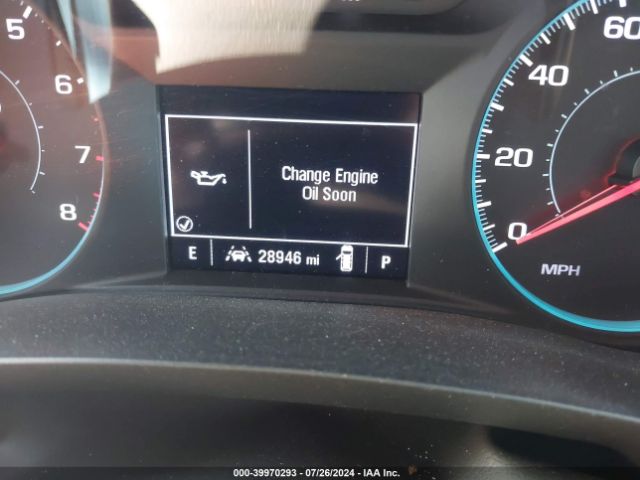 5
6
7
8
Change Engine
Oil Soon
E
28946 mi
P
60
40
20
0
MPH
000-39970293 - 07/26/2024 - IAA Inc.